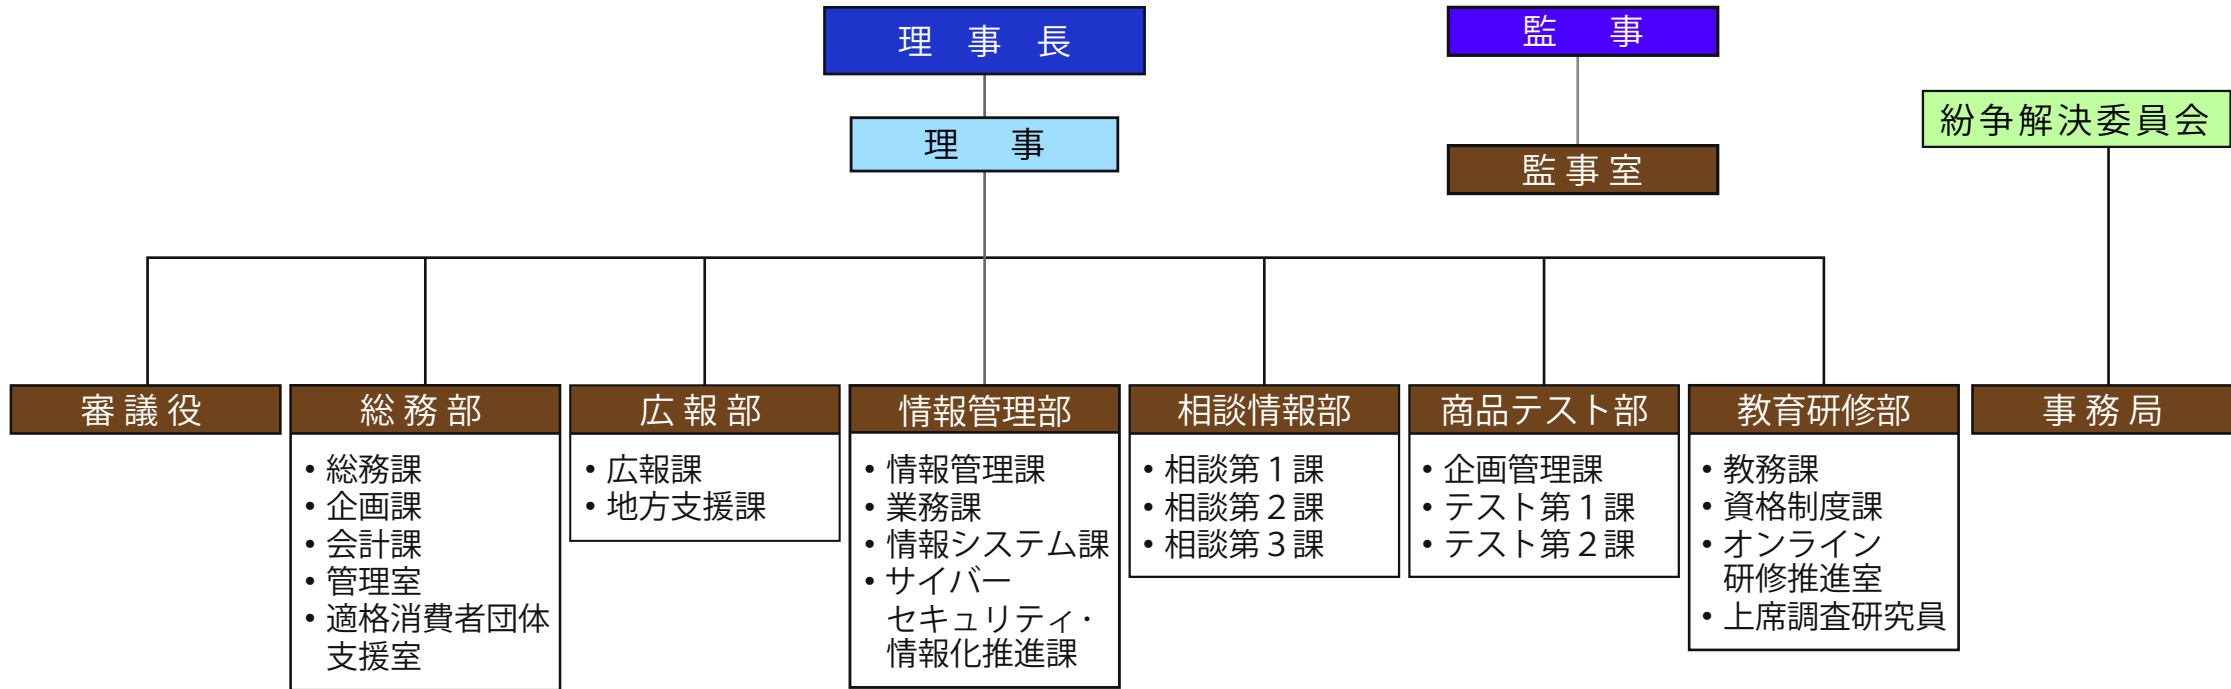 理事長
監事
紛争解決委員会
理事
監事室
審議役
総務部
・総務課
・企画課
・会計課
・管理室
・適格消費者団体
支援室
広報部
・広報課
・地方支援課
情報管理部
・情報管理課
・業務課
・情報システム課
・サイバー
セキュリティ・
情報化推進課
相談情報部
・相談第１課
・相談第２課
・相談第３課
商品テスト部
・企画管理課
・テスト第１課
・テスト第２課
教育研修部
・教務課
・資格制度課
・オンライン
研修推進室
・上席調査研究員
事務局